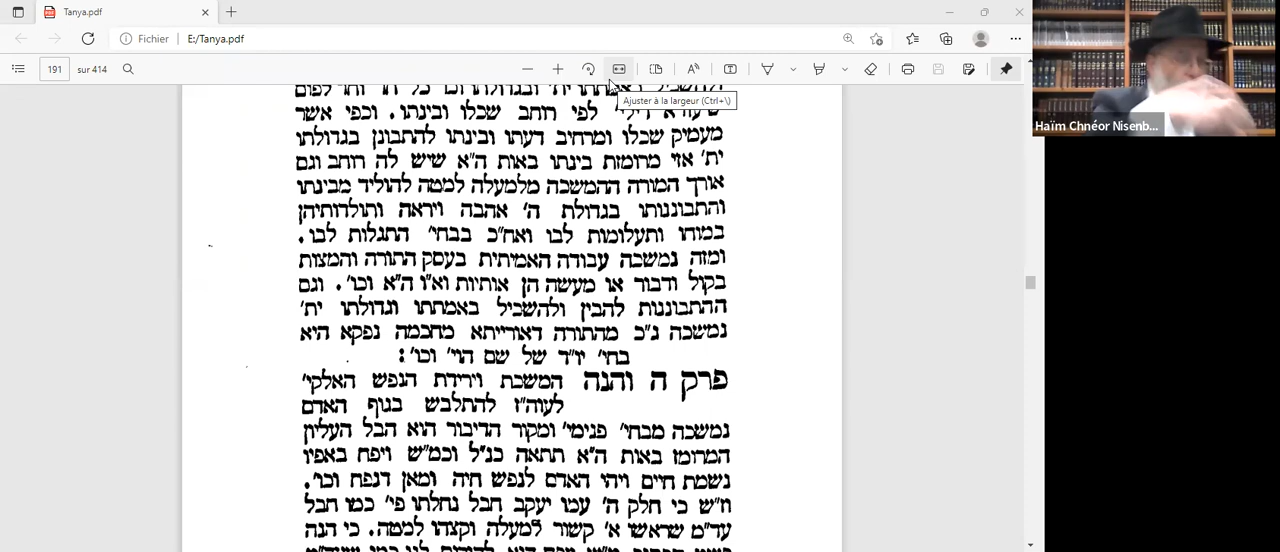 Tanya.pdf
Fichier
E:/Tanya.pdf
191
sur 414
Ajuster à la largeur (Ctrl+\)
Haïm Chnéor Nisenb...
לפי רוחב שכלו ובינתו. וכפי אשר
מעמיק שכלו ומרחיב דעתו ובינתו להתבונן בגדולתו
ית' אזי מרומזת בינתו באות ה"א שיש לה רוחב וגם
אורך המורה ההמשכה מלמעלה למטה להוליד מבינתו
והתבוננותו בגדולת ה' אהבה ויראה ותולדותיהן
במוחו ותעלומות לבו ואח"כ בבחי' התגלות לבו.
ומזה נמשכה עבודה האמיתית בעסק התורה והמצות
בקול ודבור או מעשה הן אותיות וא"ו ה"א וכו'. וגם
ההתבוננות להבין ולהשכיל באמתתו וגדולתו ית'
נמשכה ג"כ מהתורה דאורייתא מחכמה נפקא היא
בחי' יו"ד של שם הוי' וכו':
פרק ה והנה המשכת וירידת הנפש האלקי'
לעוה"ז להתלבש בגוף האדם
נמשכה מבחי' פנימי' ומקור הדיבור הוא הבל העליון
המרומז באות ה"א תתאה כנ"ל וכמ"ש ויפח באפיו
נשמת חיים ויהי האדם לנפש חיה ומאן דנפח וכו'.
וז"ש כי חלק ה' עמו יעקב חבל נחלתו פי' כמו חבל
עד"מ שראשו א' קשור למעלה וקצהו למטה. כי הנה